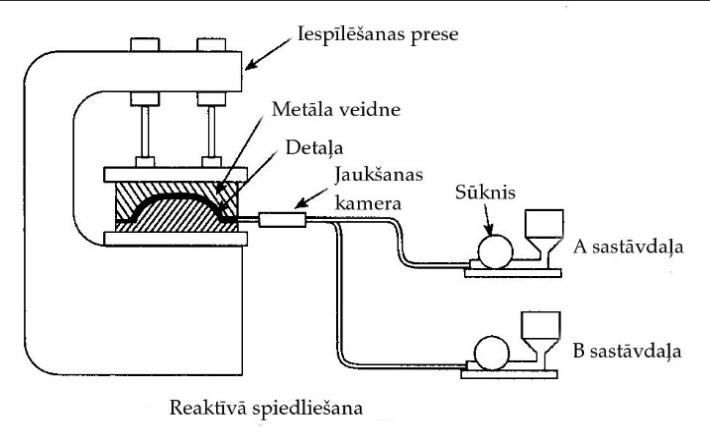 Iespīlēšanas prese
Metāla veidne
Detaļa
Jaukšanas
kamera
Sūknis
A sastāvdaļa
B sastāvdaļa
Reaktīvā spiedliešana